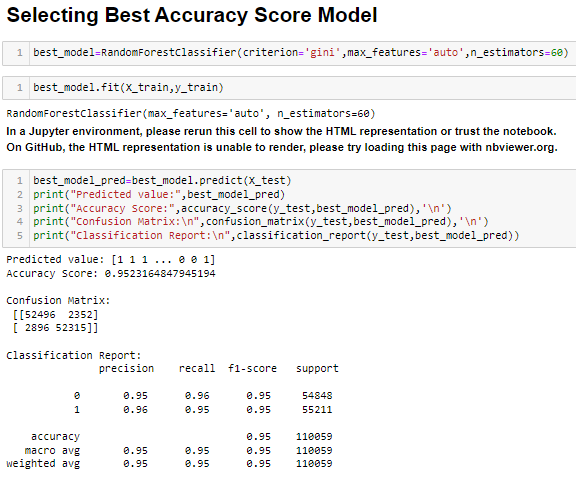 Selecting Best Accuracy Score Model
1 best_model=RandomForestClassifier(criterion='gini',max_features='auto',n_estimators=60)
1 best_model.fit(X_train,y_train)
RandomForestClassifier(max_features='auto', n_estimators=60)
In a Jupyter environment, please rerun this cell to show the HTML representation or trust the notebook.
On GitHub, the HTML representation is unable to render, please try loading this page with nbviewer.org.
1 best_model_pred=best_model.predict(X_test)
2 print("Predicted value:",best_model_pred)
3 print("Accuracy Score:",accuracy_score(y_test,best_model_pred),'\n')
4 print("Confusion Matrix:\n",confusion_matrix(y_test,best_model_pred),'\n')
5 print("Classification Report:\n",classification_report(y_test,best_model_pred))
Predicted value: [1 1 1 ... 0 0 1]
Accuracy Score: 0.9523164847945194
Confusion Matrix:
[[52496  2352]
[ 2896 52315]]
Classification Report:
precision recall f1-score support
0 0.95 0.96 0.95 54848
1 0.96 0.95 0.95 55211
accuracy 0.95 110059
macro avg 0.95 0.95 0.95 110059
weighted avg 0.95 0.95 0.95 110059